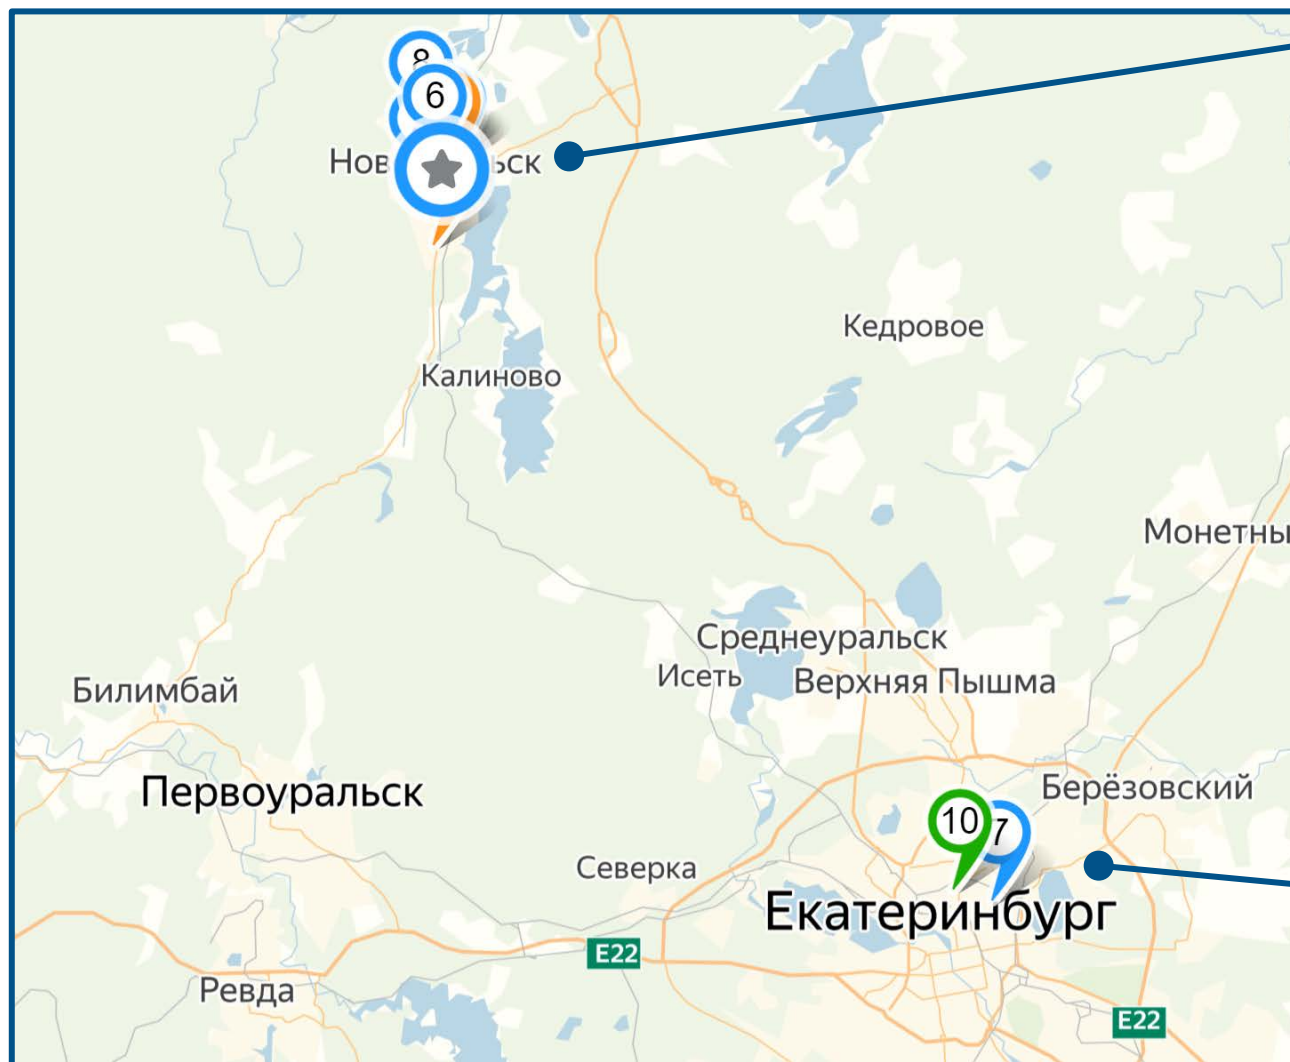 8
6
Нов ьск
Кедровое
Калиново
Монетны
Среднеуральск
Исеть
Верхняя Пышма
Билимбай
Первоуральск
Берёзовский
10
7
Северка
Екатеринбург
E22
Ревда
E22